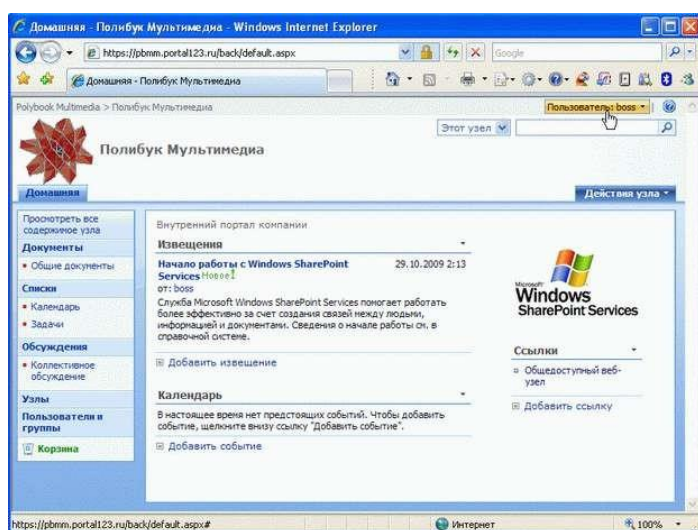 Домашняя - Полибук Мультимедиа - Windows Internet Explorer
https://pbmm.portal123.ru/back/default.aspx
Google
Домашняя - Полибук Мультимедиа
Polybook Multimedia > Полибук Мультимедиа
Пользователь: boss
Полибук Мультимедиа
Этот узел
Домашняя
Действия узла
Просмотреть все
содержимое узла
Документы
Общие документы
Списки
Календарь
Задачи
Обсуждения
Коллективное
обсуждение
Узлы
Пользователи и
группы
Корзина
Внутренний портал компании
Извещения
Начало работы с Windows SharePoint
Services Новое!
29.10.2009 2:13
от: boss
Служба Microsoft Windows SharePoint Services помогает работать
более эффективно за счет создания связей между людьми,
информацией и документами. Сведения о начале работы см. в
справочной системе.
Добавить извещение
Календарь
В настоящее время нет предстоящих событий. Чтобы добавить
событие, щелкните внизу ссылку "Добавить событие".
Добавить событие
Microsoft
Windows
SharePoint Services
Ссылки
Общедоступный веб-
узел
Добавить ссылку
https://pbmm.portal123.ru/back/default.aspx#
Интернет
100%